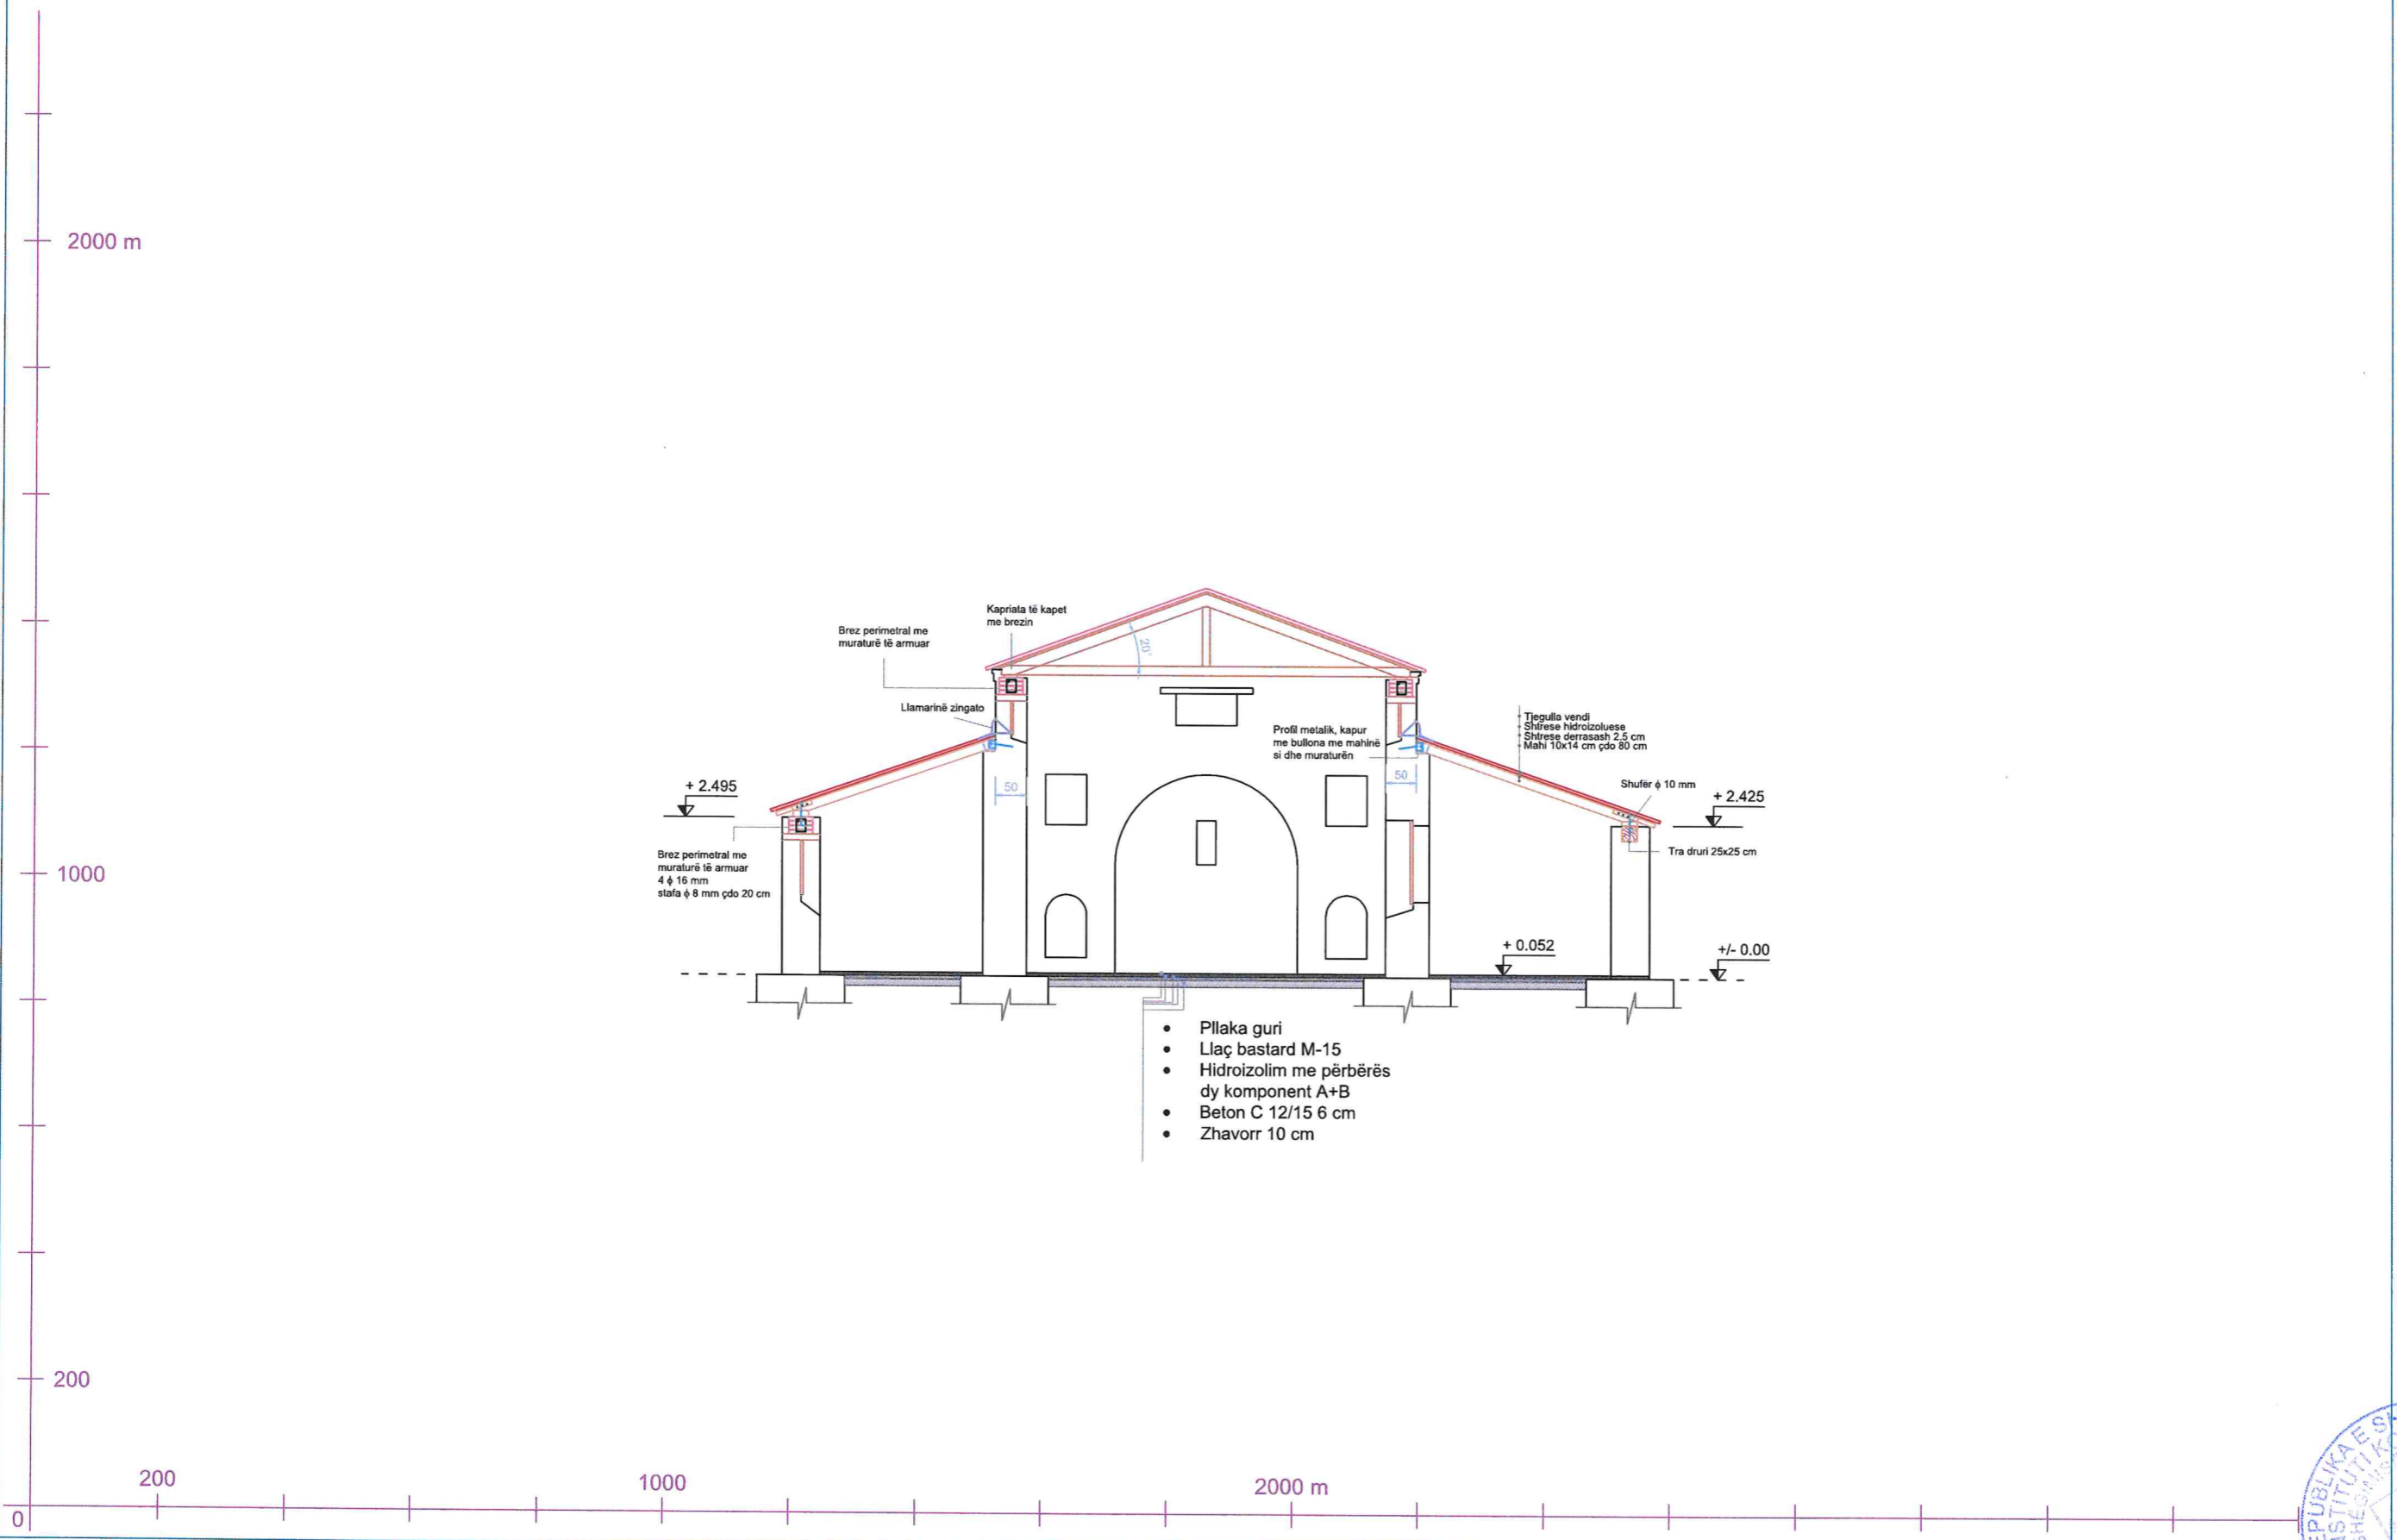 2000 m
Kapriata të kapet
me brezin
Brez perimetral me
muraturë të armuar
20°
Llamarinë zingato
Profil metalik, kapur
me bullona me mahinë
si dhe muraturën
Tjegulla vendi
Shtrese hidroizoluese
Shtrese derrasash 2.5 cm
Mahi 10x14 cm çdo 80 cm
50
50
+ 2.495
Shufër ϕ 10 mm
+ 2.425
Brez perimetral me
muraturë të armuar
4 ϕ 16 mm
stafa ϕ 8 mm çdo 20 cm
Tra druri 25x25 cm
1000
+ 0.052
+/- 0.00
• Pllaka guri
• Llaç bastard M-15
• Hidroizolim me përbërës
dy komponent A+B
• Beton C 12/15 6 cm
• Zhavorr 10 cm
200
200
1000
2000 m
0